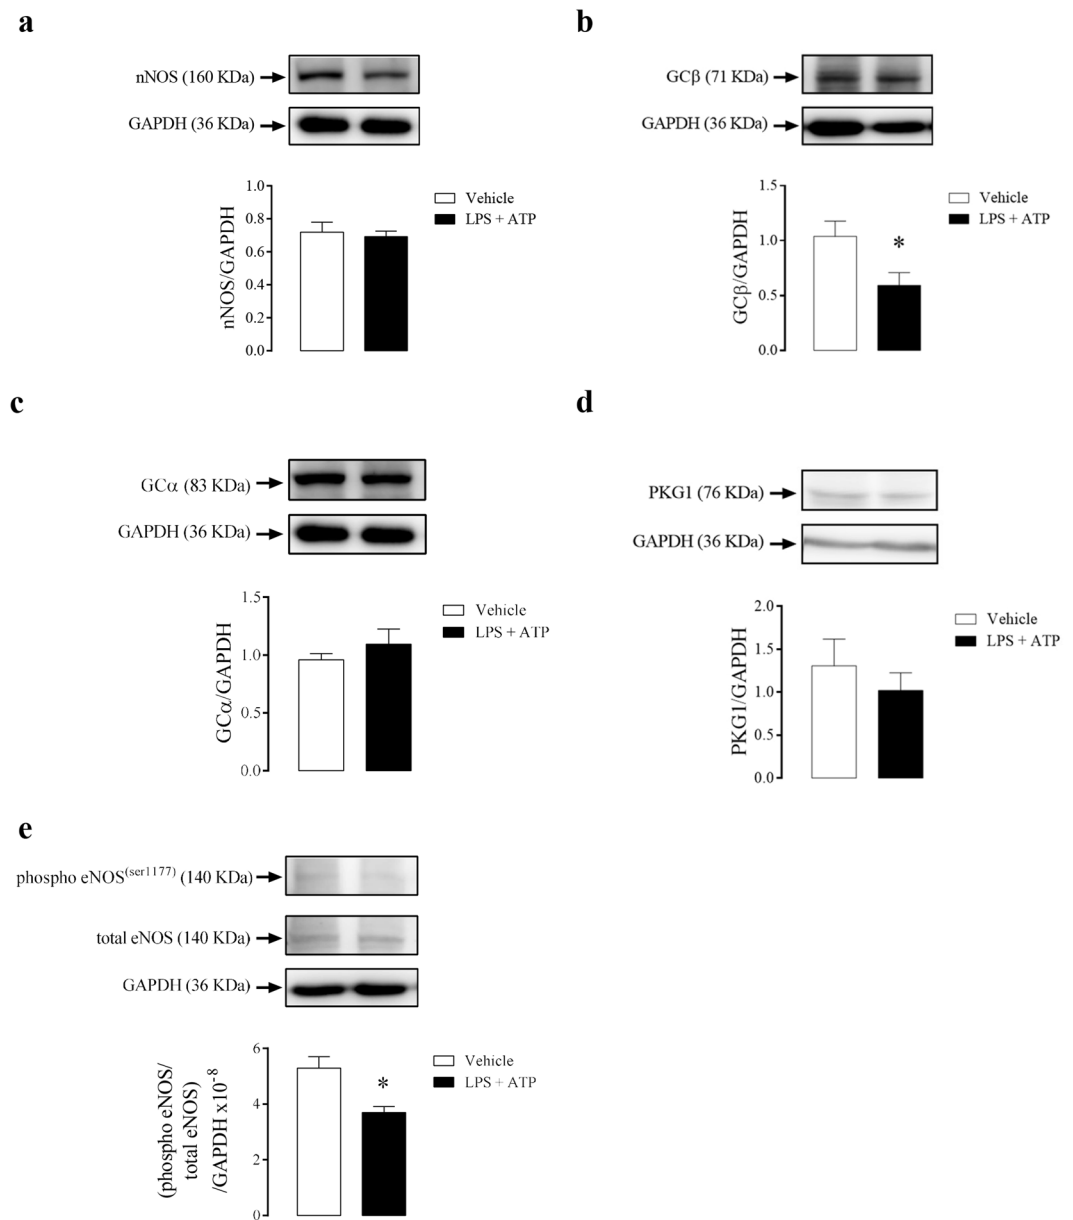 a
nNOS (160 KDa)
GAPDH (36 KDa)
1.0
0.8
0.6
0.4
0.2
0.0
nNOS/GAPDH
Vehicle
LPS + ATP
b
GCβ (71 KDa)
GAPDH (36 KDa)
1.5
1.0
0.5
0.0
GCβ/GAPDH
*
Vehicle
LPS + ATP
c
GCα (83 KDa)
GAPDH (36 KDa)
1.5
1.0
0.5
0.0
GCα/GAPDH
Vehicle
LPS + ATP
d
PKG1 (76 KDa)
GAPDH (36 KDa)
2.0
1.5
1.0
0.5
0.0
PKG1/GAPDH
Vehicle
LPS + ATP
e
phospho eNOS(ser1177) (140 KDa)
total eNOS (140 KDa)
GAPDH (36 KDa)
6
4
2
0
(phospho eNOS/
total eNOS)
/GAPDH x10-8
*
Vehicle
LPS + ATP